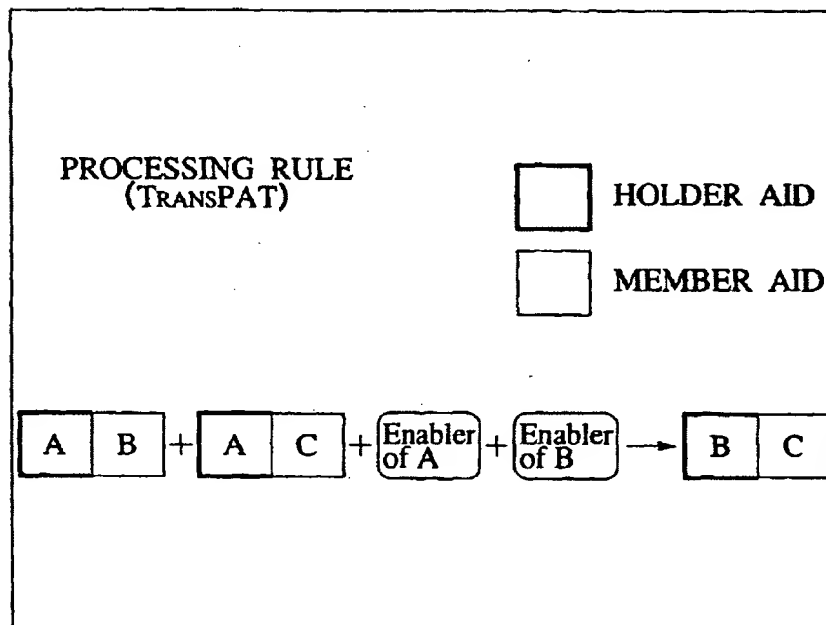 PROCESSING RULE
(TRANSPAT)
HOLDER AID
MEMBER AID
A B + A C + Enabler of A + Enabler of B → B C